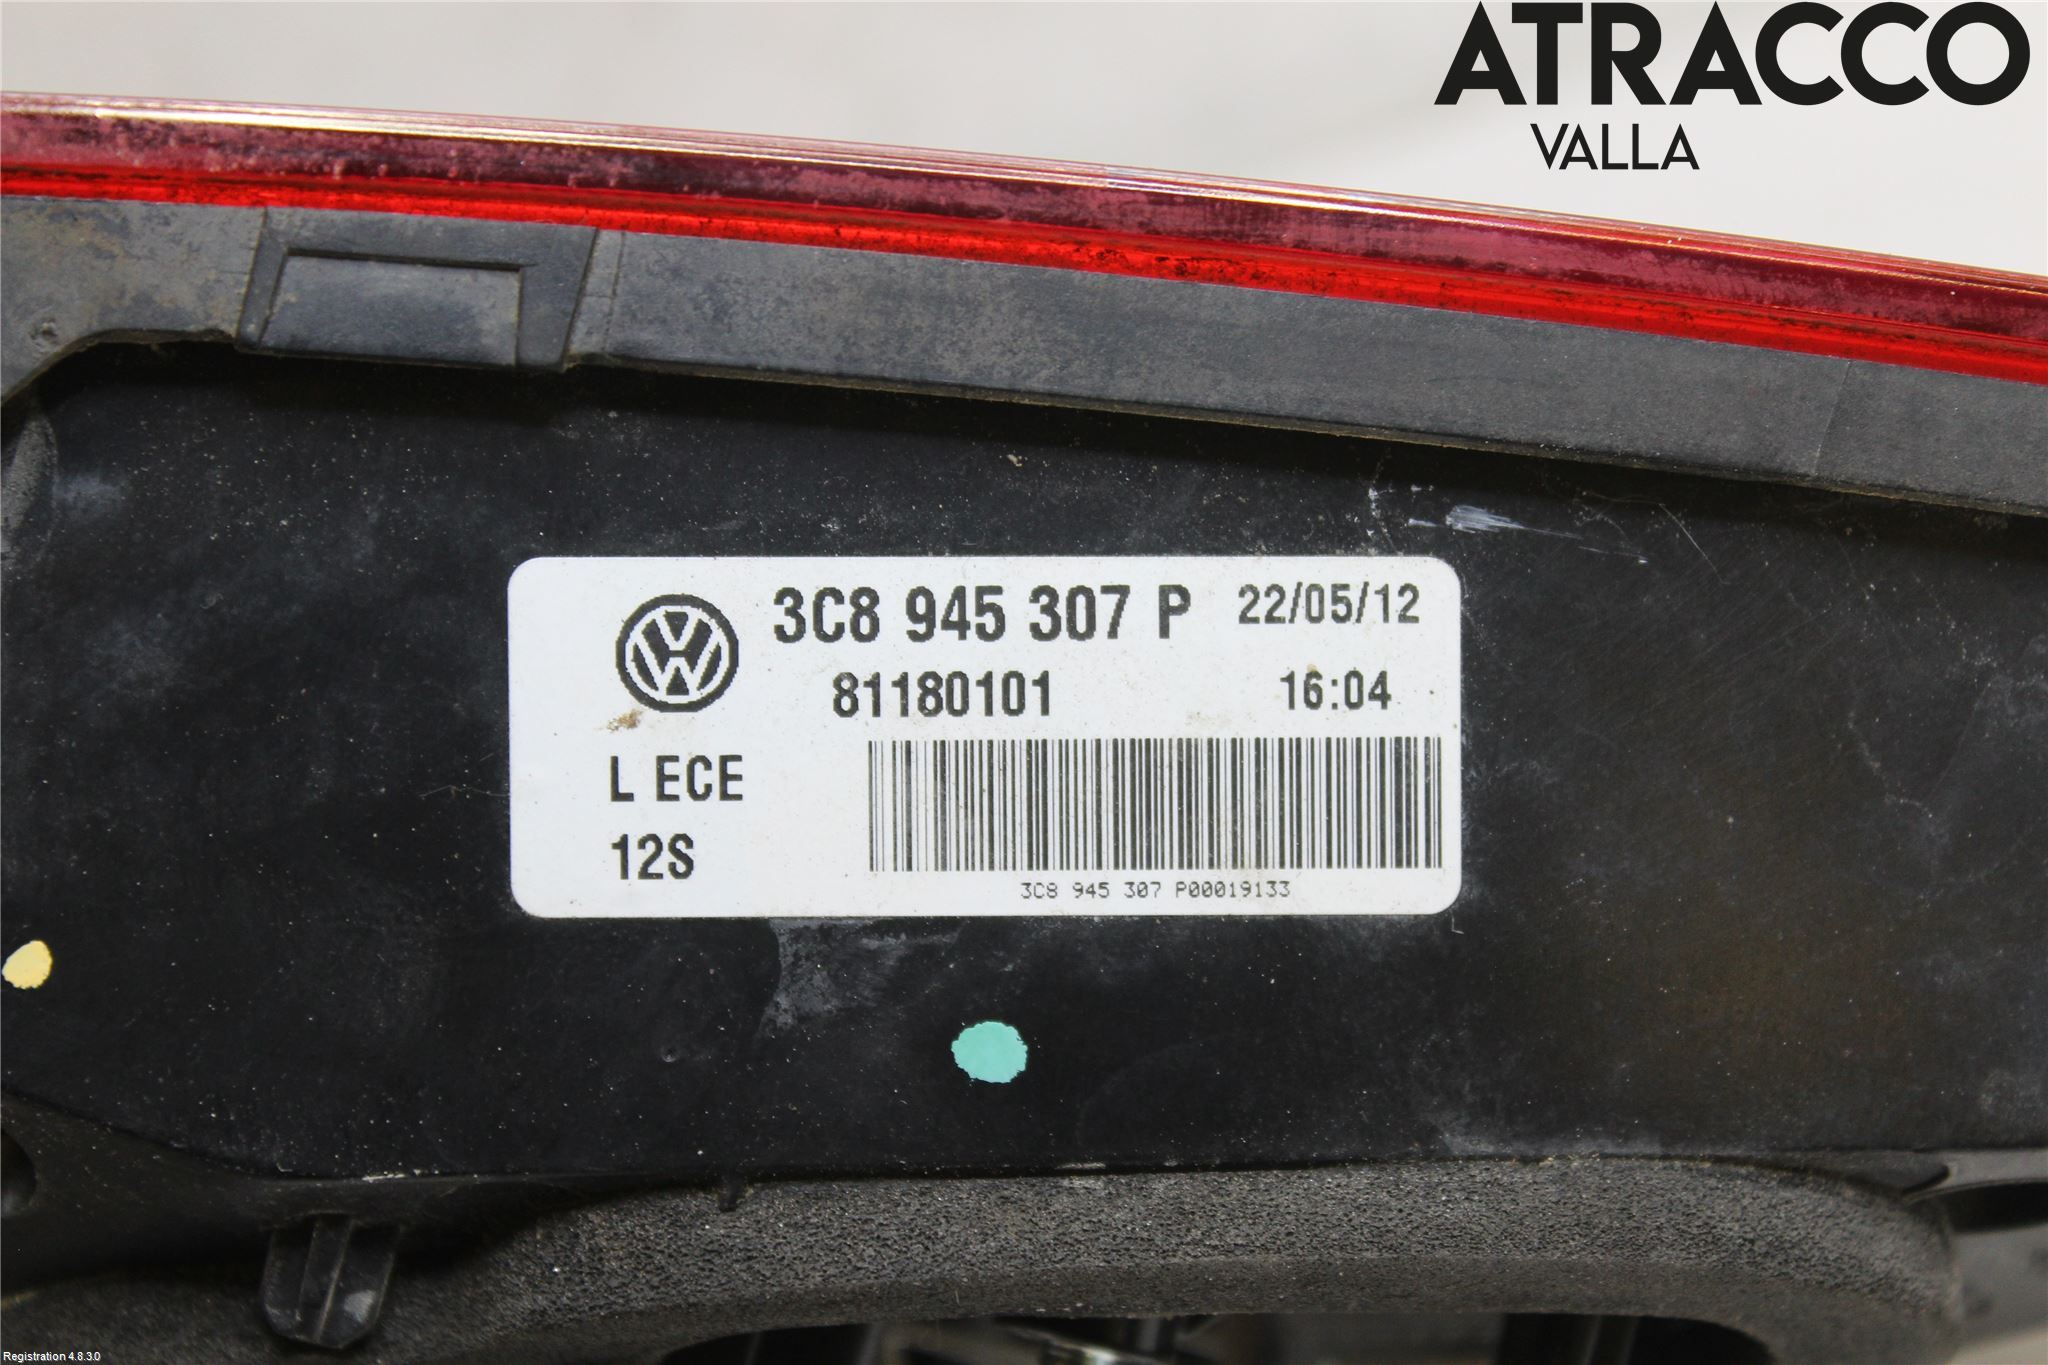 ATRACCO
VALLA
3C8 945 307 P 22/05/12
81180101 16:04
L ECE
12S
3C8 945 307 P00019133
Registration 4.8.3.0